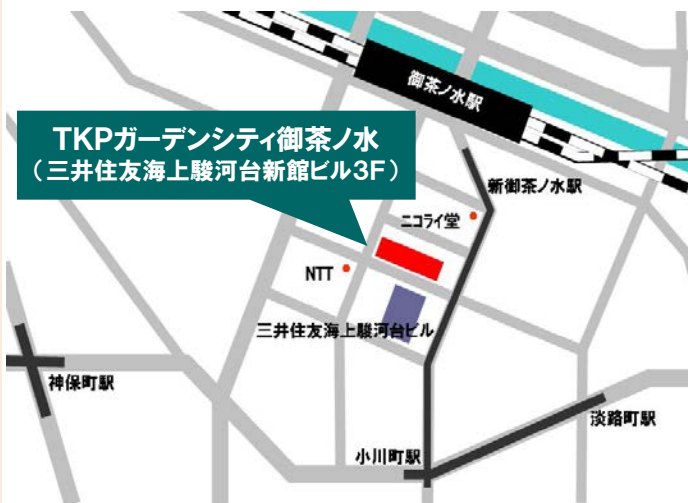 御茶ノ水駅
TKPガーデンシティ御茶ノ水
（三井住友海上駿河台新館ビル3F）
新御茶ノ水駅
ニコライ堂
NTT
三井住友海上駿河台ビル
神保町駅
淡路町駅
小川町駅